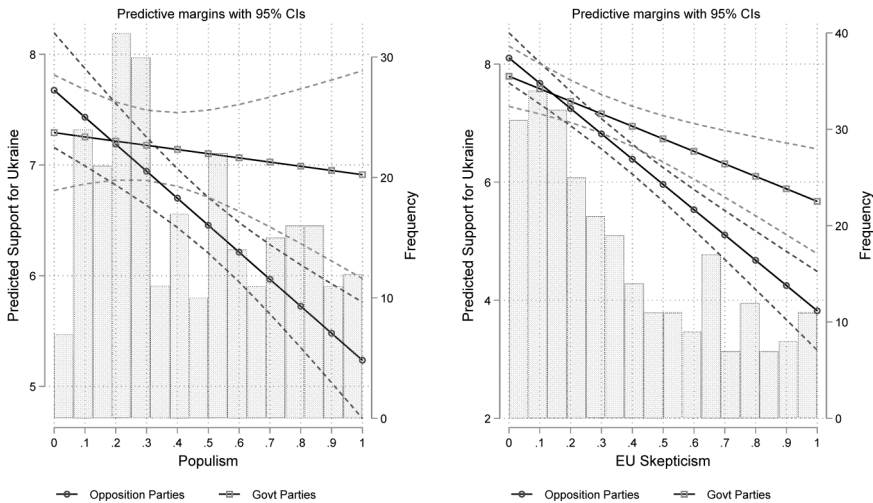 Predictive margins with 95% CIs
Predicted Support for Ukraine
8
7
6
5
30
20
10
0
Frequency
0 .1 .2 .3 .4 .5 .6 .7 .8 .9 1
Populism
Opposition Parties Govt Parties
Predictive margins with 95% CIs
Predicted Support for Ukraine
8
6
4
2
40
30
20
10
0
Frequency
0 .1 .2 .3 .4 .5 .6 .7 .8 .9 1
EU Skepticism
Opposition Parties Govt Parties